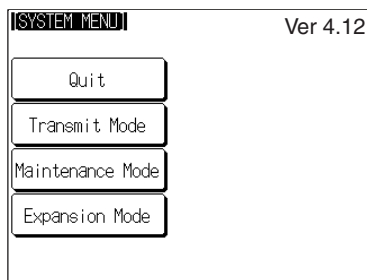 [SYSTEM MENU]
Ver 4.12
Quit
Transmit Mode
Maintenance Mode
Expansion Mode